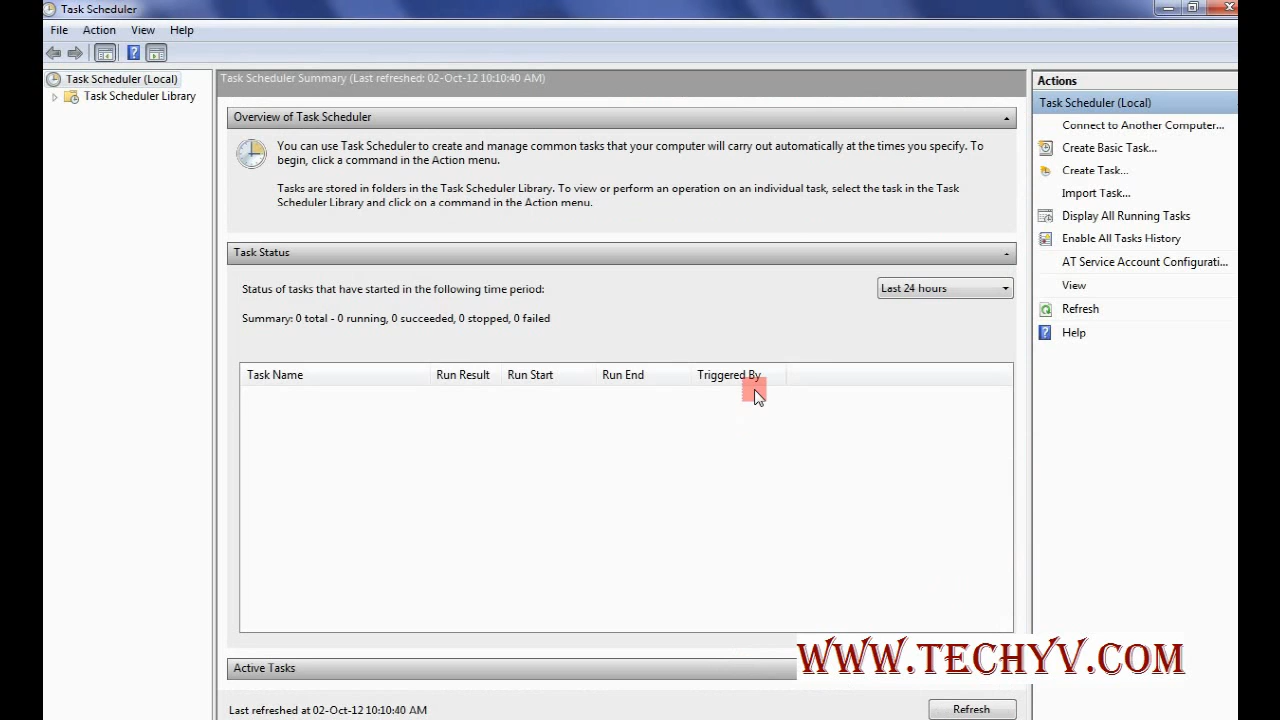 Task Scheduler
File Action View Help
Task Scheduler (Local)
Task Scheduler Library
Task Scheduler Summary (Last refreshed: 02-Oct-12 10:10:40 AM)
Overview of Task Scheduler
You can use Task Scheduler to create and manage common tasks that your computer will carry out automatically at the times you specify. To
begin, click a command in the Action menu.
Tasks are stored in folders in the Task Scheduler Library. To view or perform an operation on an individual task, select the task in the Task
Scheduler Library and click on a command in the Action menu.
Task Status
Status of tasks that have started in the following time period:
Last 24 hours
Summary: 0 total - 0 running, 0 succeeded, 0 stopped, 0 failed
Task Name Run Result Run Start Run End Triggered By
Active Tasks
Last refreshed at 02-Oct-12 10:10:40 AM
Refresh
Actions
Task Scheduler (Local)
Connect to Another Computer...
Create Basic Task...
Create Task...
Import Task...
Display All Running Tasks
Enable All Tasks History
AT Service Account Configurati...
View
Refresh
Help
WWW.TECHYV.COM